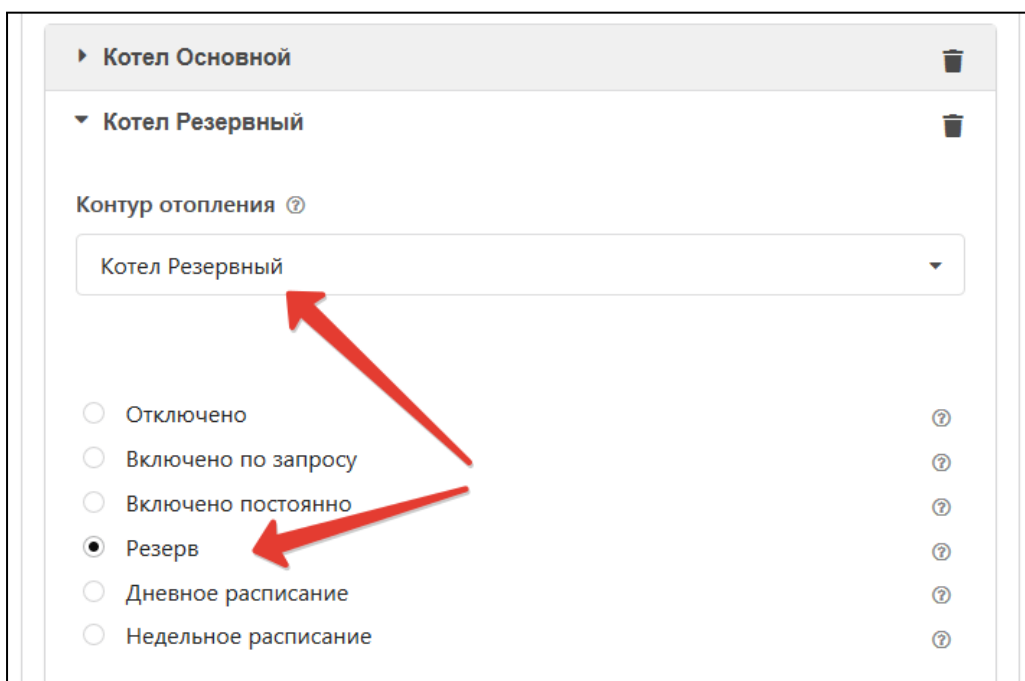 Котел Основной
Котел Резервный
Контур отопления
Котел Резервный
Отключено
Включено по запросу
Включено постоянно
Резерв
Дневное расписание
Недельное расписание